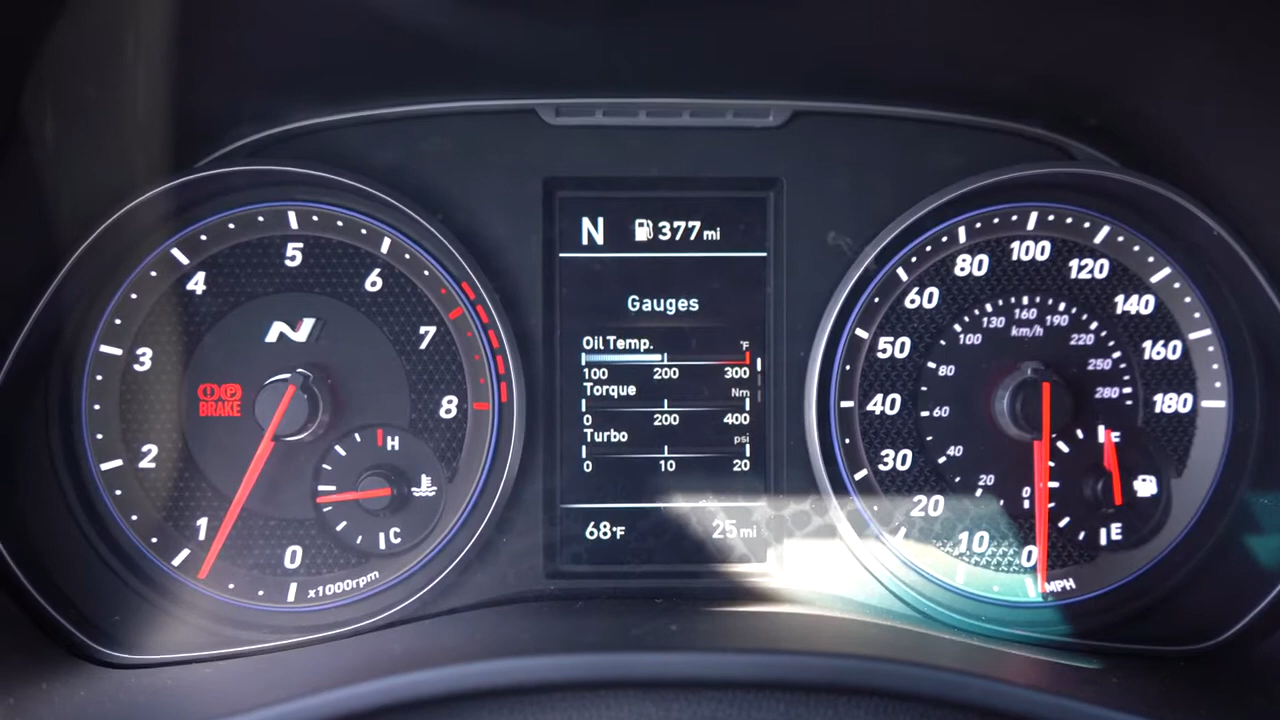 5
4
6
N
3
7
2
8
BRAKE
H
1
C
0
x1000rpm
N 377mi
Gauges
Oil Temp. °F
100 200 300
Torque Nm
0 200 400
Turbo psi
0 10 20
68°F 25mi
100
80 120
60 140
50 160
40 180
30
20
10
0
MPH
160
130 190
km/h
100 220
80 250
60 280
40
20
0
F
E